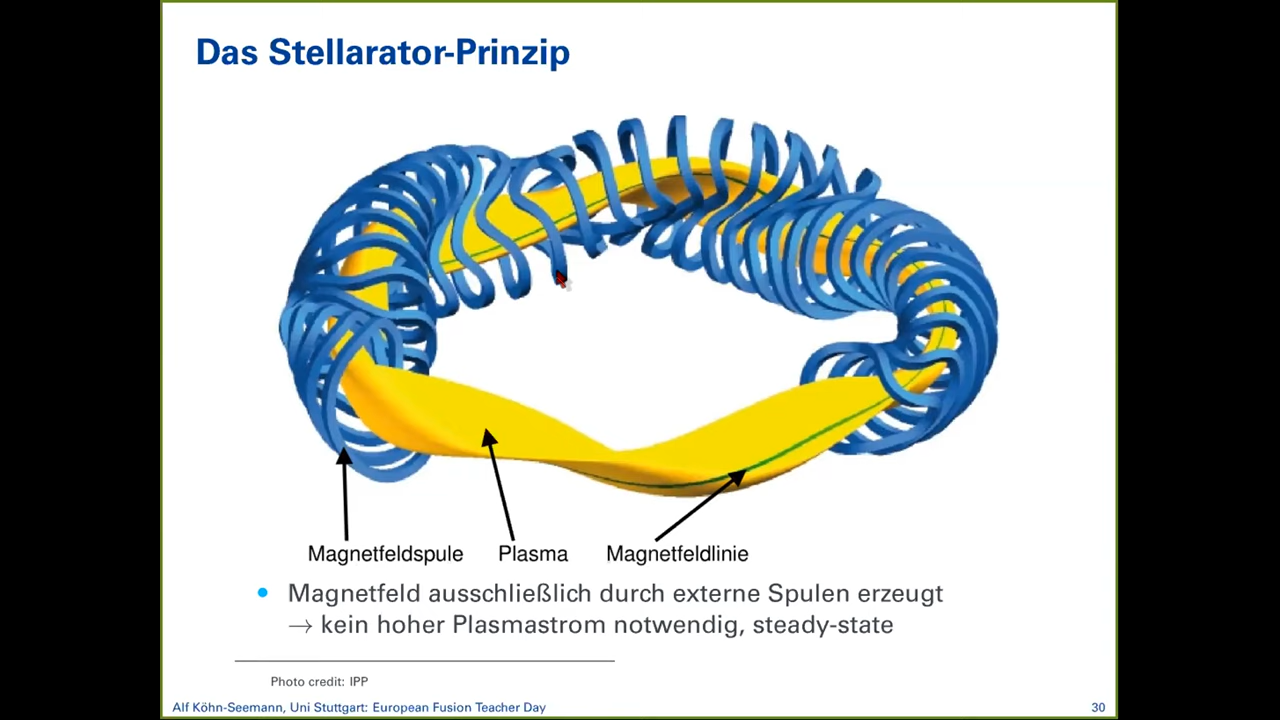 Das Stellarator-Prinzip
Magnetfeldspule Plasma Magnetfeldlinie
• Magnetfeld ausschließlich durch externe Spulen erzeugt
→ kein hoher Plasmastrom notwendig, steady-state
Photo credit: IPP
Alf Köhn-Seemann, Uni Stuttgart: European Fusion Teacher Day 30